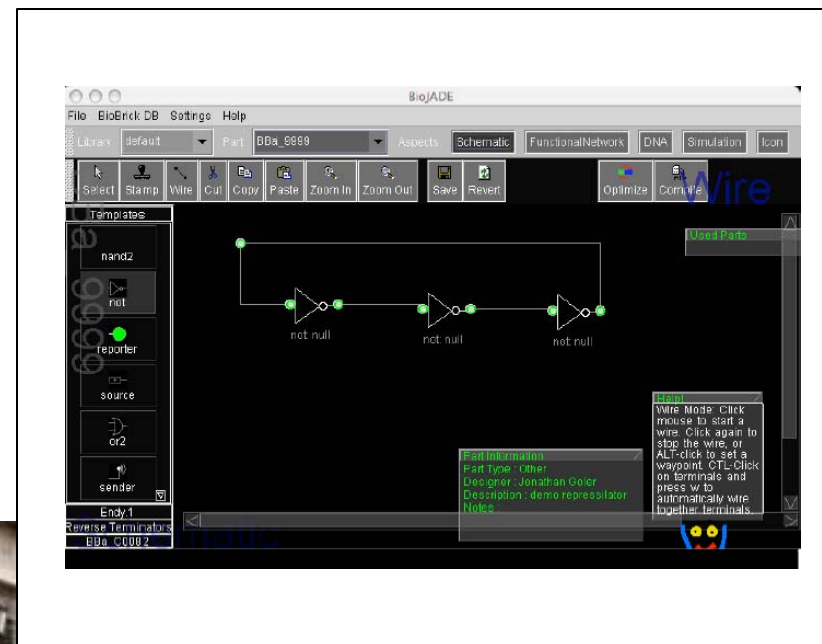 BioJADE
File BioBrick DB Settings Help
Library default Part BBa_9999 Aspects Schematic FunctionalNetwork DNA Simulation Icon
Select Stamp Wire Cut Copy Paste Zoom In Zoom Out Save Revert Optimize Compile
Wire
Templates
nand2
not
reporter
source
or2
sender
Endy.1
Reverse Terminators
BBa_C0082
not: null
not: null
not: null
Used Parts
Part Information
Part Type : Other
Designer : Jonathan Goler
Description : demo repressilator
Notes :
Help!
Wire Mode: Click
mouse to start a
wire. Click again to
stop the wire, or
ALT-click to set a
waypoint. CTL-Click
on terminals and
press w to
automatically wire
together terminals.
Schematic